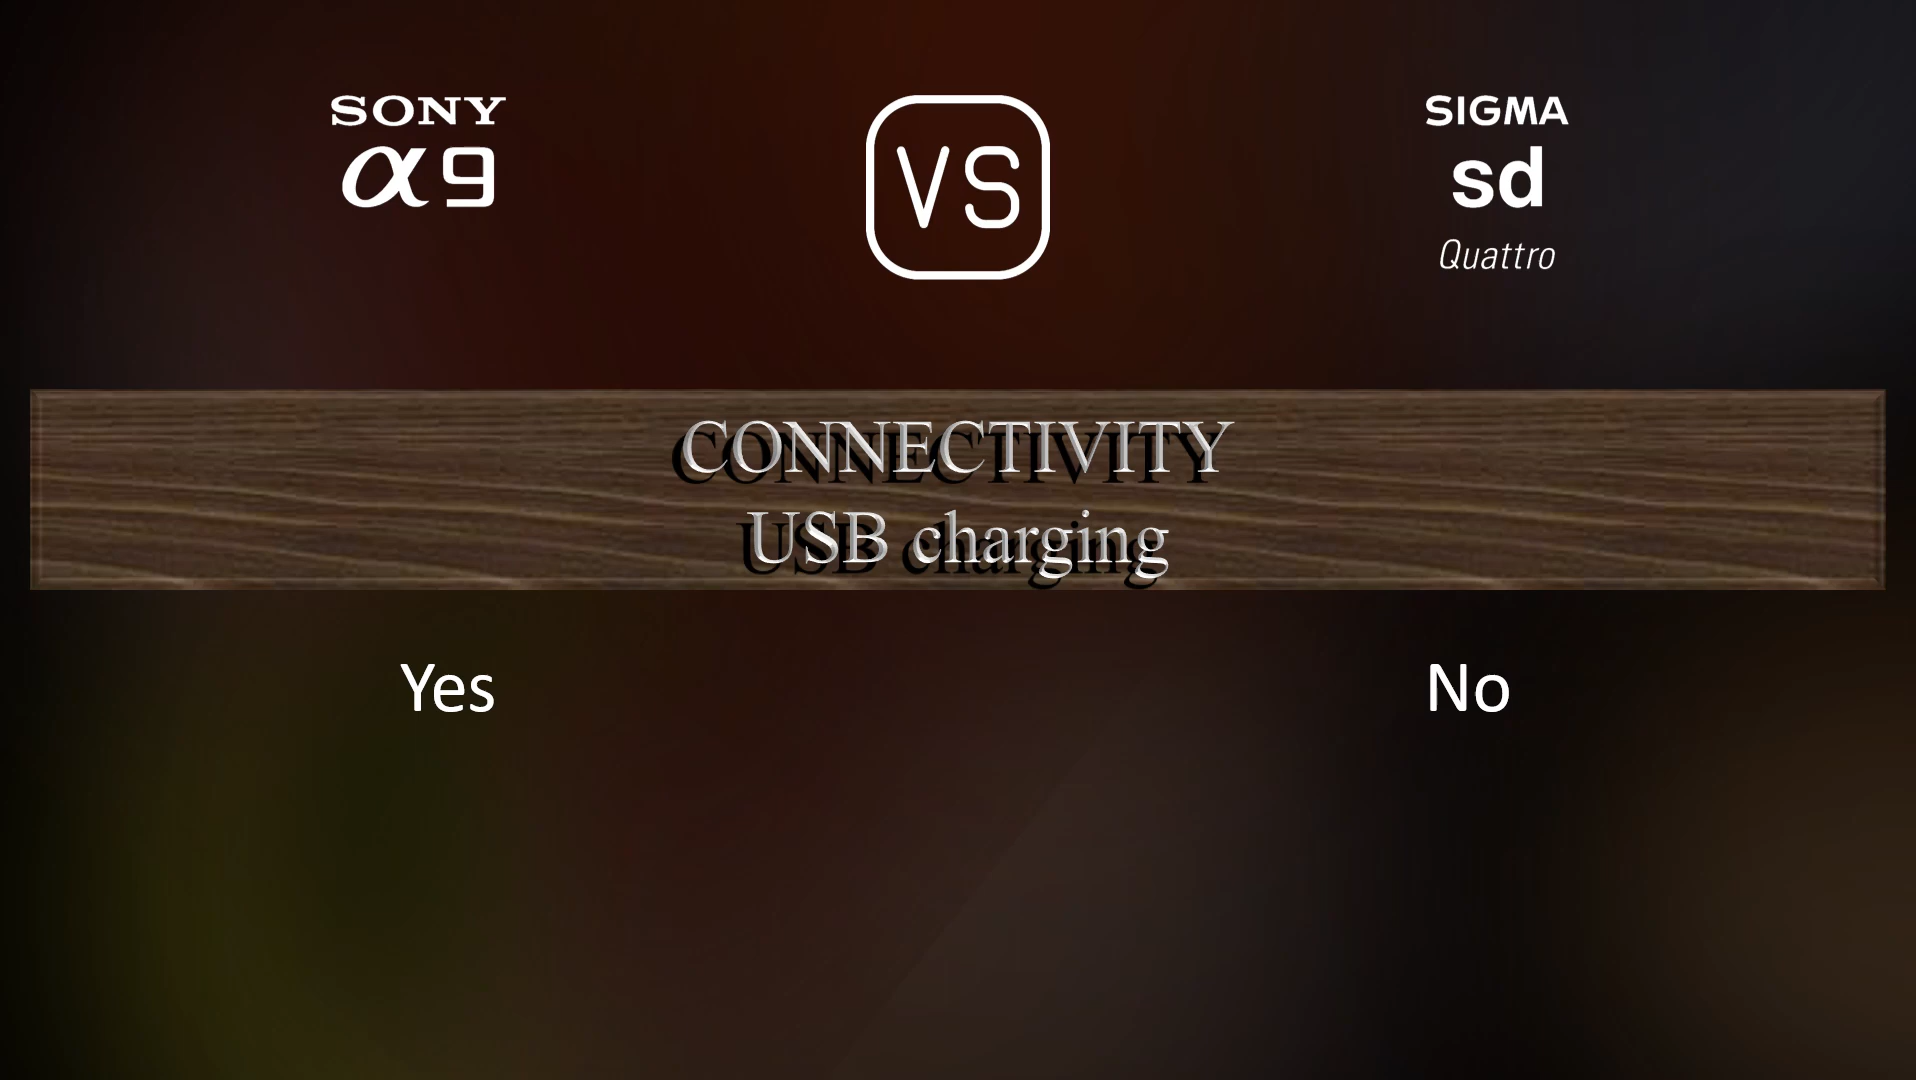 SONY
α9
VS
SIGMA
sd
Quattro
CONNECTIVITY
USB charging
Yes
No